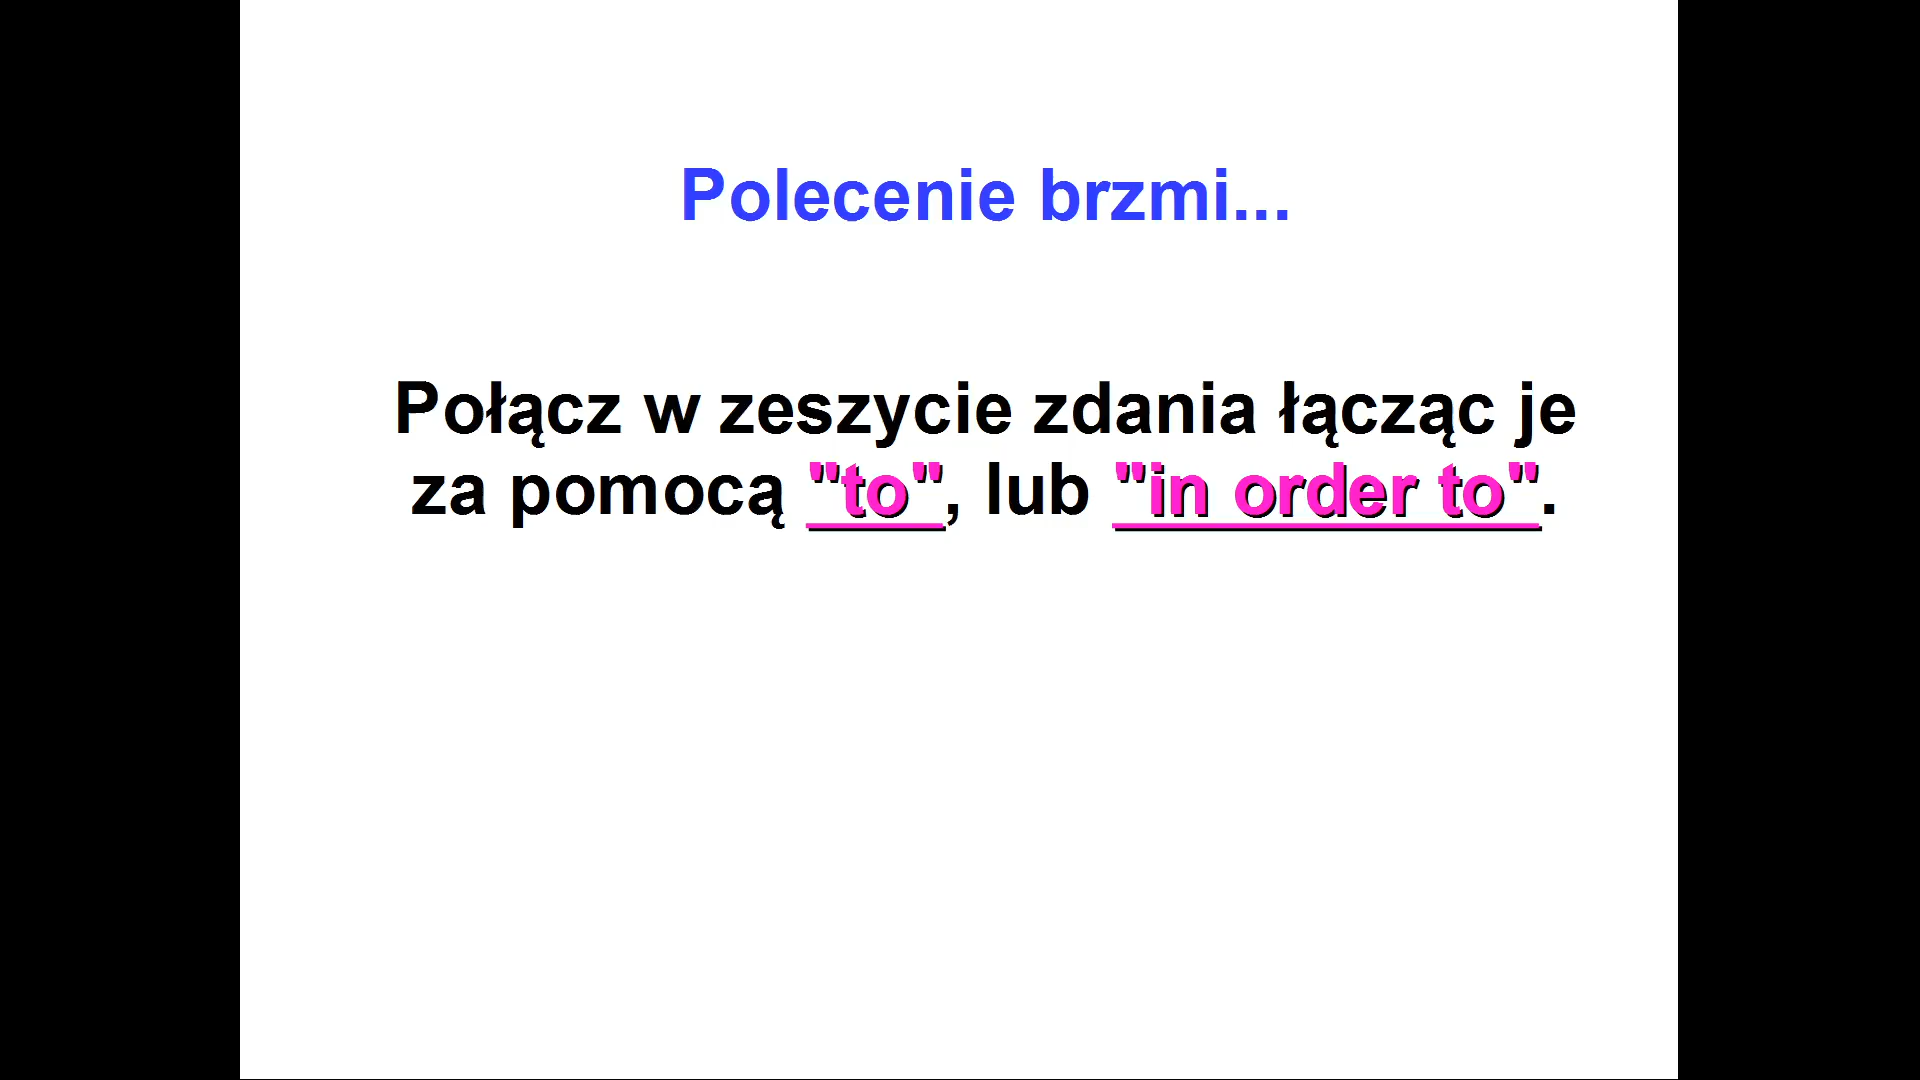 Polecenie brzmi...
Połącz w zeszycie zdania łącząc je
za pomocą "to", lub "in order to".